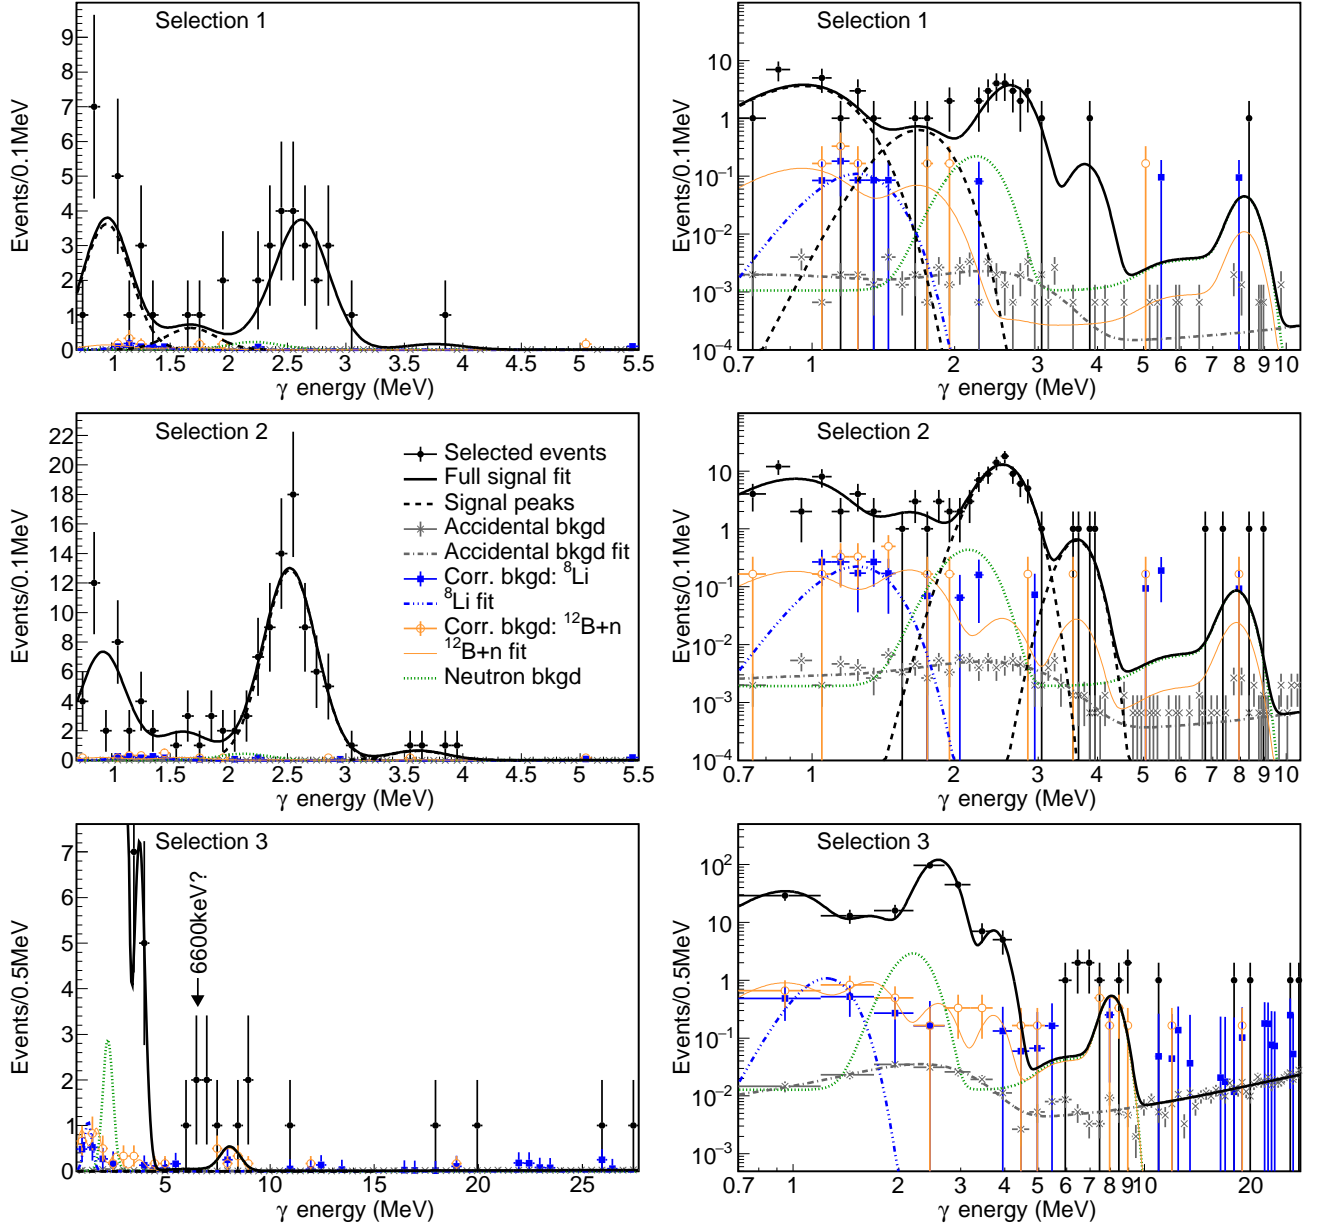 Selection 1
Events/0.1MeV
9
8
7
6
5
4
3
2
1
0
1 1.5 2 2.5 3 3.5 4 4.5 5 5.5
γ energy (MeV)
Selection 1
Events/0.1MeV
10
1
10⁻¹
10⁻²
10⁻³
10⁻⁴
0.7 1 2 3 4 5 6 7 8 9 10
γ energy (MeV)
Selection 2
Events/0.1MeV
22
20
18
16
14
12
10
8
6
4
2
0
1 1.5 2 2.5 3 3.5 4 4.5 5 5.5
γ energy (MeV)
Selected events
Full signal fit
Signal peaks
Accidental bkgd
Accidental bkgd fit
Corr. bkgd: ⁸Li
⁸Li fit
Corr. bkgd: ¹²B+n
¹²B+n fit
Neutron bkgd
Selection 2
Events/0.1MeV
10
1
10⁻¹
10⁻²
10⁻³
10⁻⁴
0.7 1 2 3 4 5 6 7 8 9 10
γ energy (MeV)
Selection 3
Events/0.5MeV
7
6
5
4
3
2
1
0
6600keV?
5 10 15 20 25
γ energy (MeV)
Selection 3
Events/0.5MeV
10²
10
1
10⁻¹
10⁻²
10⁻³
0.7 1 2 3 4 5 6 7 8 9 10 20
γ energy (MeV)